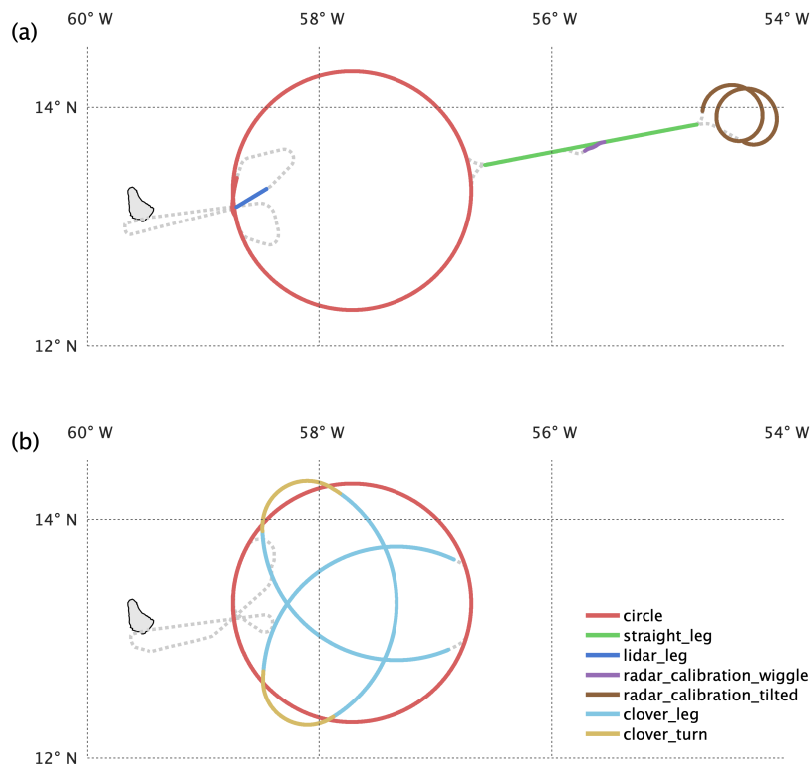 60° W 58° W 56° W 54° W
(a)
14° N
12° N
60° W 58° W 56° W 54° W
(b)
14° N
circle
straight_leg
lidar_leg
radar_calibration_wiggle
radar_calibration_tilted
clover_leg
clover_turn
12° N